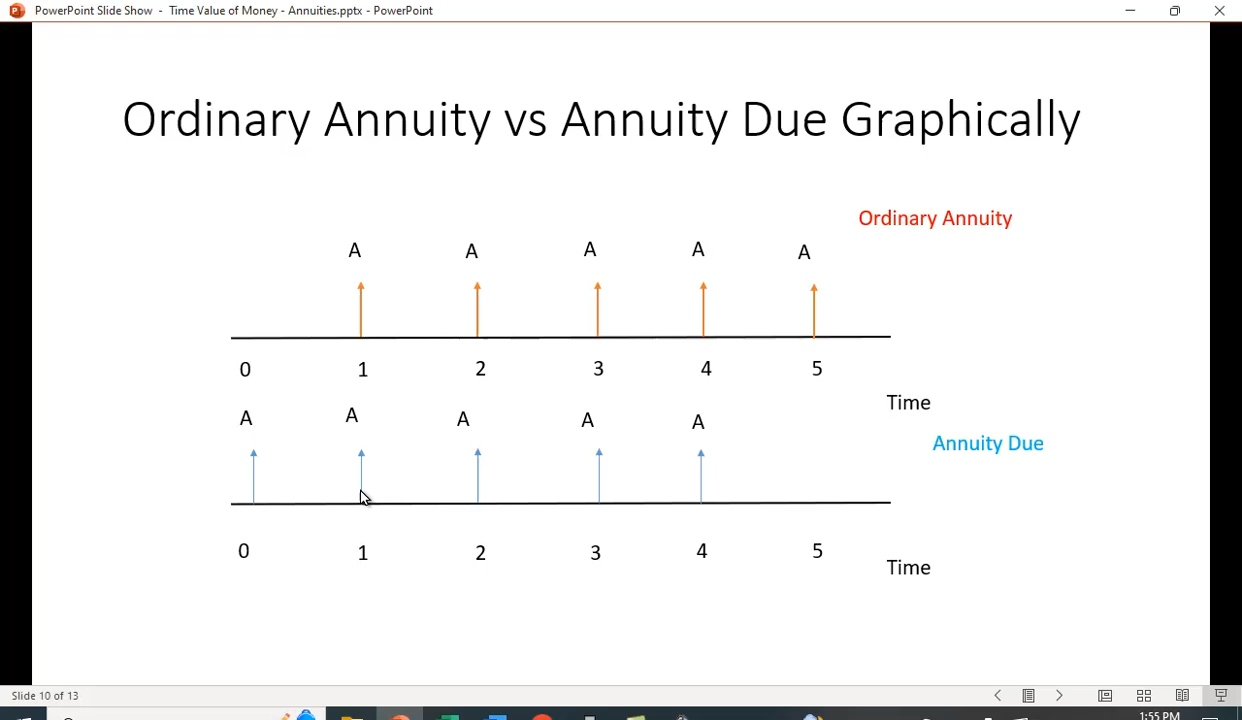 PowerPoint Slide Show - Time Value of Money - Annuities.pptx - PowerPoint
Ordinary Annuity vs Annuity Due Graphically
Ordinary Annuity
A A A A A
0 1 2 3 4 5
Time
A A A A A
Annuity Due
0 1 2 3 4 5
Time
Slide 10 of 13
1:55 PM